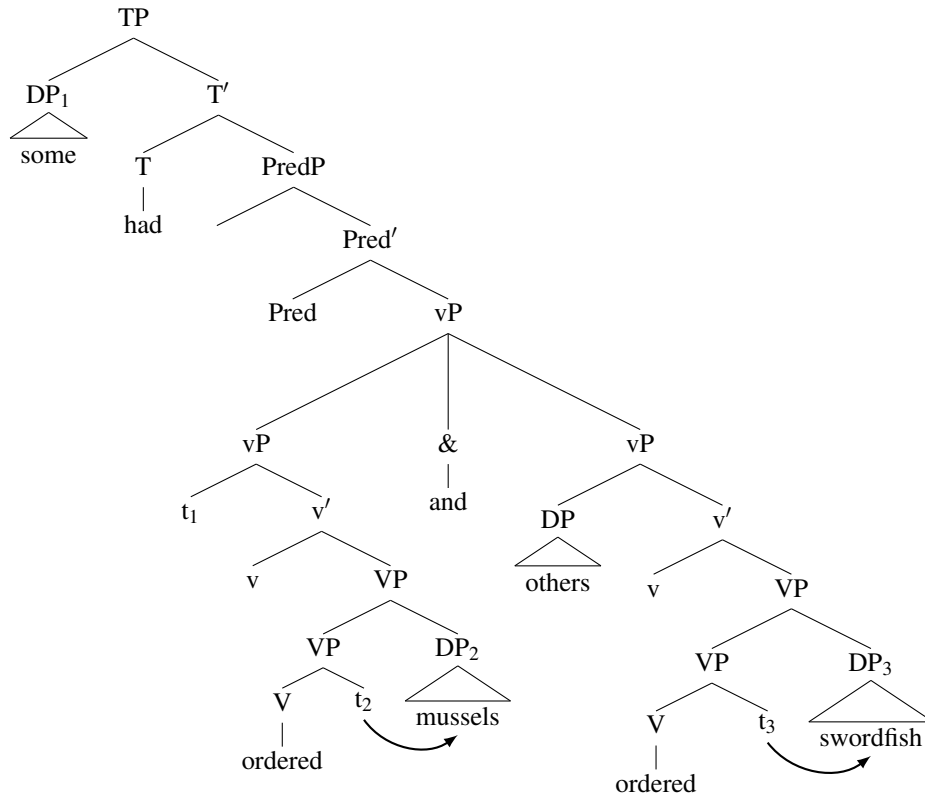 TP
DP₁ T′
some
T PredP
had
Pred′
Pred vP
vP & vP
t₁ v′ and DP v′
others
v VP v VP
VP DP₂ VP DP₃
V t₂ mussels V t₃ swordfish
ordered ordered